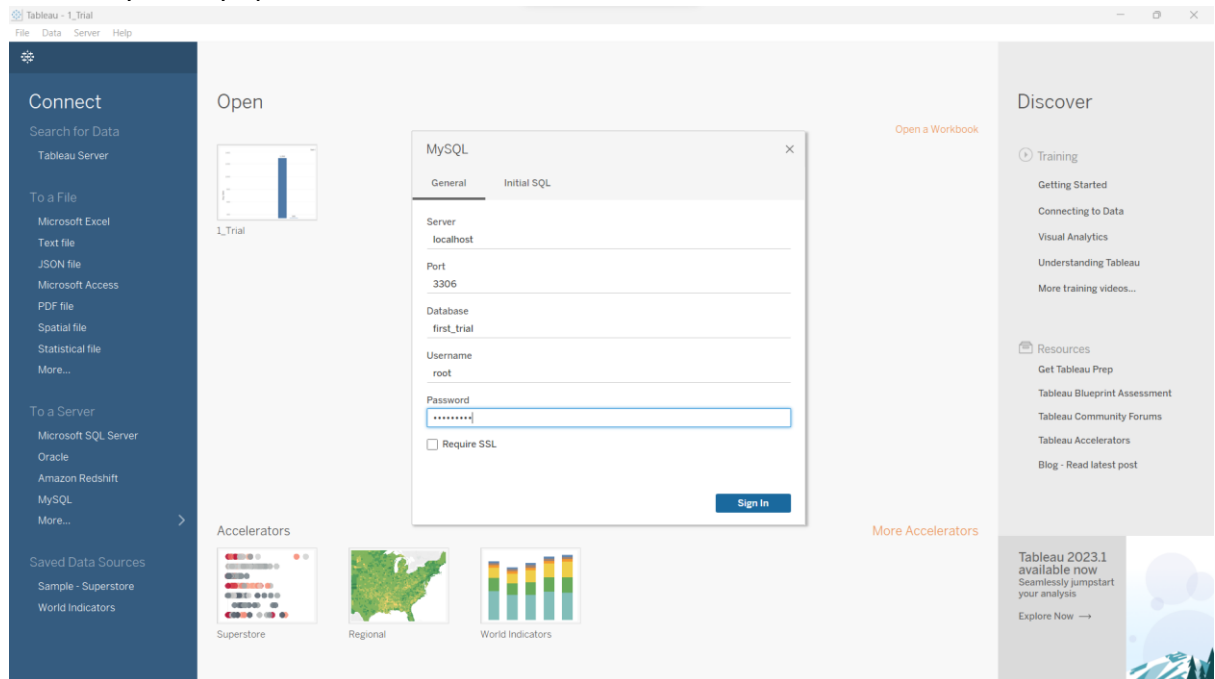 Tableau - 1_Trial
File Data Server Help
Connect
Search for Data
Tableau Server
To a File
Microsoft Excel
Text file
JSON file
Microsoft Access
PDF file
Spatial file
Statistical file
More...
To a Server
Microsoft SQL Server
Oracle
Amazon Redshift
MySQL
More...
Saved Data Sources
Sample - Superstore
World Indicators
Open
Open a Workbook
1_Trial
MySQL
General Initial SQL
Server
localhost
Port
3306
Database
first_trial
Username
root
Password
•••••••••
Require SSL
Sign In
Accelerators
More Accelerators
Superstore
Regional
World Indicators
Discover
Training
Getting Started
Connecting to Data
Visual Analytics
Understanding Tableau
More training videos...
Resources
Get Tableau Prep
Tableau Blueprint Assessment
Tableau Community Forums
Tableau Accelerators
Blog - Read latest post
Tableau 2023.1
available now
Seamlessly jumpstart
your analysis
Explore Now →